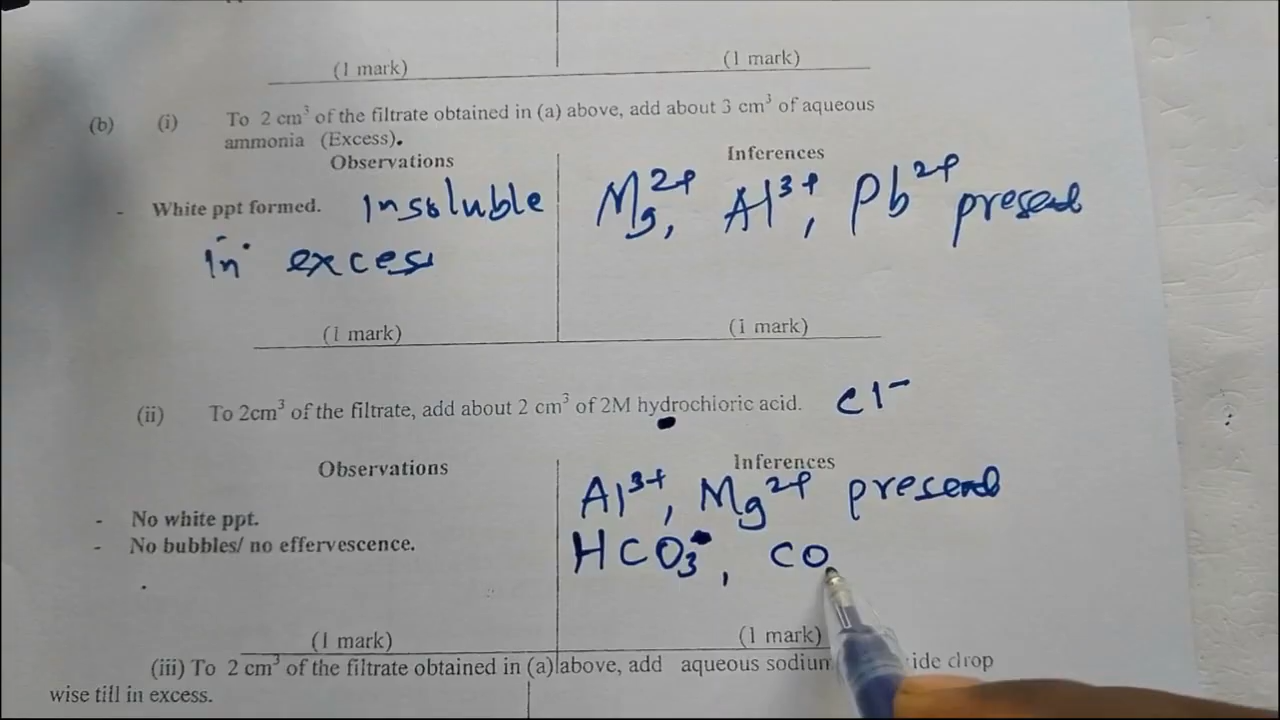 (1 mark) (1 mark)
(b) (i) To 2 cm³ of the filtrate obtained in (a) above, add about 3 cm³ of aqueous
ammonia (Excess).
Observations Inferences
- White ppt formed. Insoluble Mg²⁺, Al³⁺, Pb²⁺ present
in excess
(1 mark) (1 mark)
(ii) To 2cm³ of the filtrate, add about 2 cm³ of 2M hydrochloric acid. Cl⁻
Observations Inferences
Al³⁺, Mg²⁺ present
- No white ppt.
- No bubbles/ no effervescence. HCO₃⁻, CO
(1 mark) (1 mark)
(iii) To 2 cm³ of the filtrate obtained in (a) above, add aqueous sodium ide drop
wise till in excess.